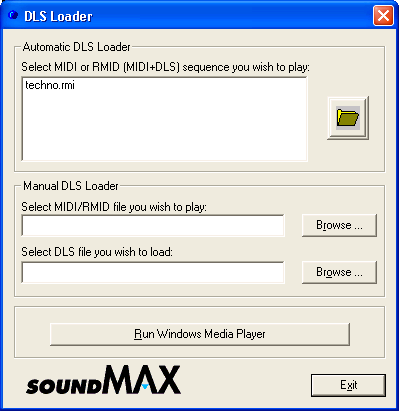 DLS Loader
Automatic DLS Loader
Select MIDI or RMID (MIDI+DLS) sequence you wish to play:
techno.rmi
Manual DLS Loader
Select MIDI/RMID file you wish to play:
Browse ...
Select DLS file you wish to load:
Browse ...
Run Windows Media Player
SOUNDMAX
Exit